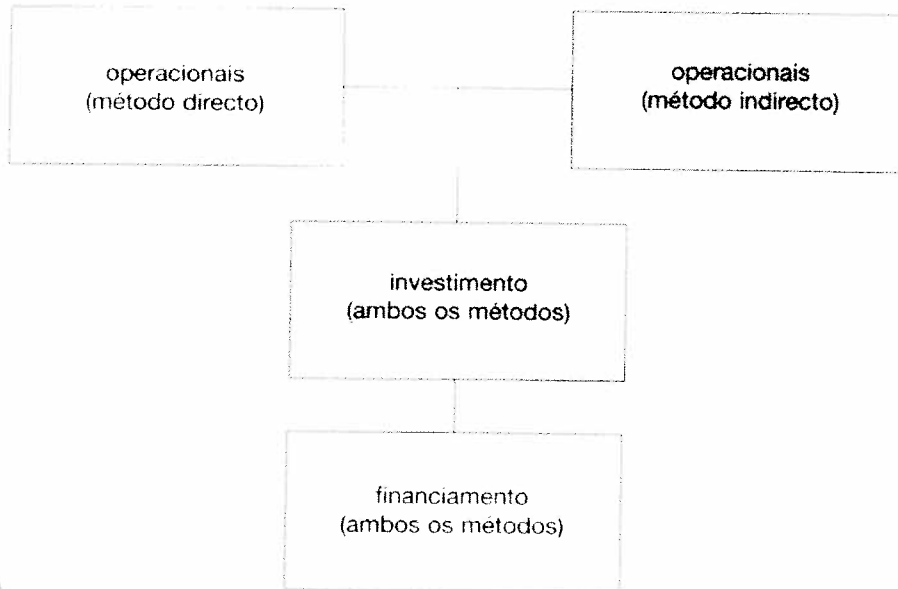 operacionais
(método directo)
operacionais
(método indirecto)
investimento
(ambos os métodos)
financiamento
(ambos os métodos)